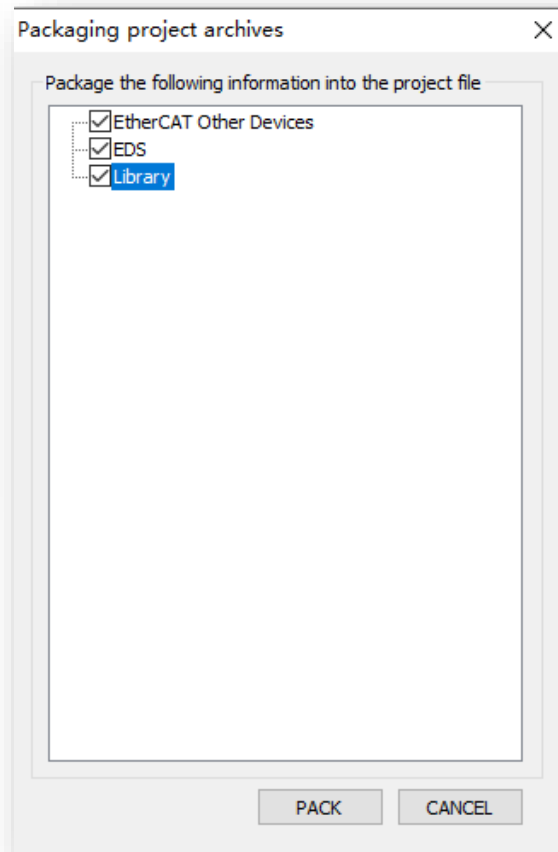 Packaging project archives
Package the following information into the project file
EtherCAT Other Devices
EDS
Library
PACK
CANCEL